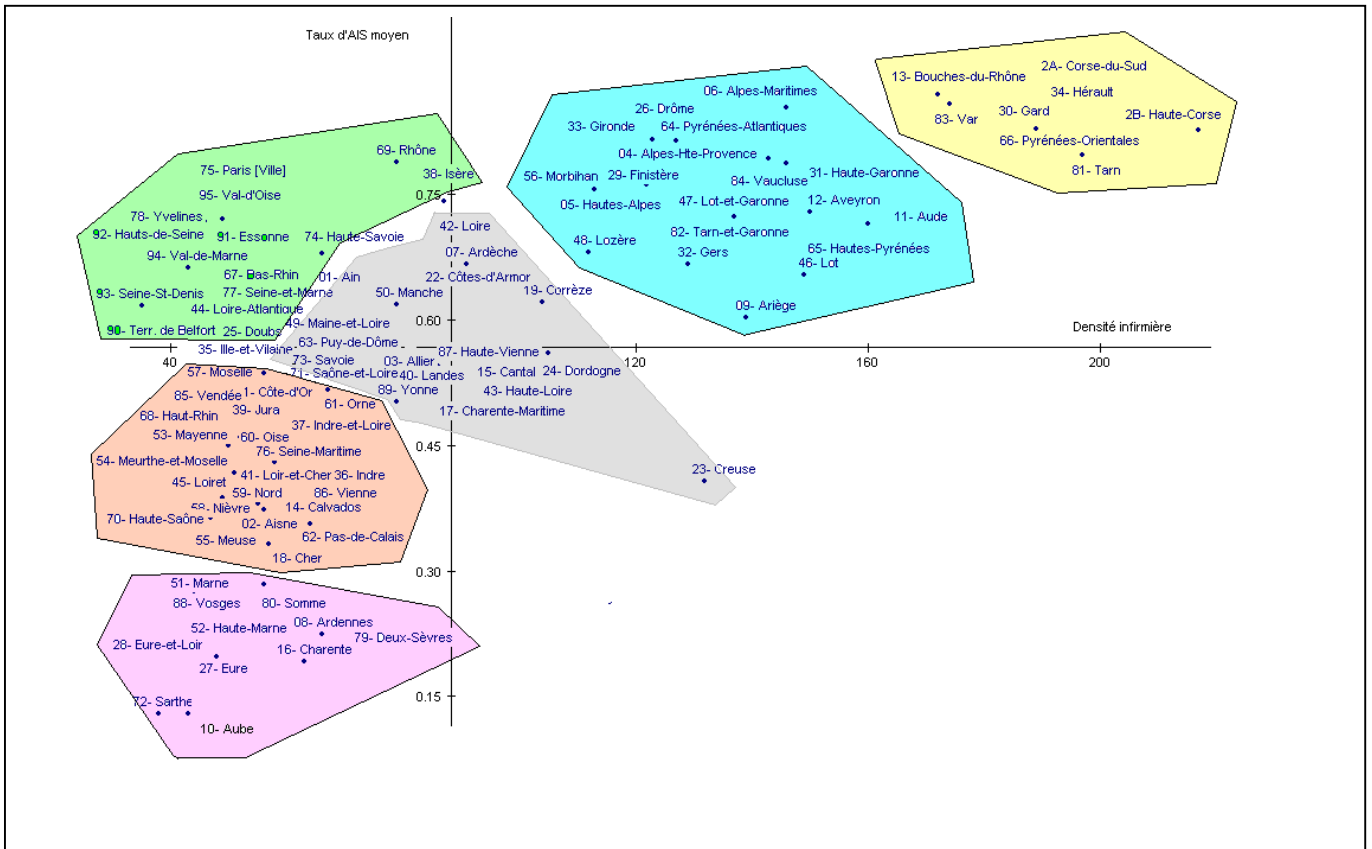 Taux d'AIS moyen
2A- Corse-du-Sud
13- Bouches-du-Rhône
06- Alpes-Maritimes
34- Hérault
26- Drôme
30- Gard
2B- Haute-Corse
83- Var
33- Gironde
64- Pyrénées-Atlantiques
66- Pyrénées-Orientales
69- Rhône
04- Alpes-Hte-Provence
81- Tarn
75- Paris [Ville]
38- Isère
56- Morbihan
29- Finistère
84- Vaucluse
31- Haute-Garonne
95- Val-d'Oise
0.75
05- Hautes-Alpes
47- Lot-et-Garonne
12- Aveyron
11- Aude
78- Yvelines
42- Loire
92- Hauts-de-Seine
91- Essonne
74- Haute-Savoie
82- Tarn-et-Garonne
48- Lozère
65- Hautes-Pyrénées
94- Val-de-Marne
07- Ardèche
32- Gers
46- Lot
67- Bas-Rhin
01- Ain
22- Côtes-d'Armor
93- Seine-St-Denis
77- Seine-et-Marne
50- Manche
19- Corrèze
09- Ariège
44- Loire-Atlantique
49- Maine-et-Loire
0.60
Densité infirmière
90- Terr. de Belfort
25- Doubs
63- Puy-de-Dôme
35- Ille-et-Vilaine
87- Haute-Vienne
40
120
160
200
73- Savoie
03- Allier
57- Moselle
71- Saône-et-Loire
40- Landes
15- Cantal
24- Dordogne
85- Vendée
1- Côte-d'Or
89- Yonne
43- Haute-Loire
39- Jura
61- Orne
17- Charente-Maritime
68- Haut-Rhin
37- Indre-et-Loire
53- Mayenne
60- Oise
0.45
76- Seine-Maritime
54- Meurthe-et-Moselle
23- Creuse
41- Loir-et-Cher
36- Indre
45- Loiret
59- Nord
86- Vienne
58- Nièvre
14- Calvados
70- Haute-Saône
02- Aisne
62- Pas-de-Calais
55- Meuse
18- Cher
0.30
51- Marne
88- Vosges
80- Somme
08- Ardennes
52- Haute-Marne
79- Deux-Sèvres
28- Eure-et-Loir
16- Charente
27- Eure
0.15
72- Sarthe
10- Aube